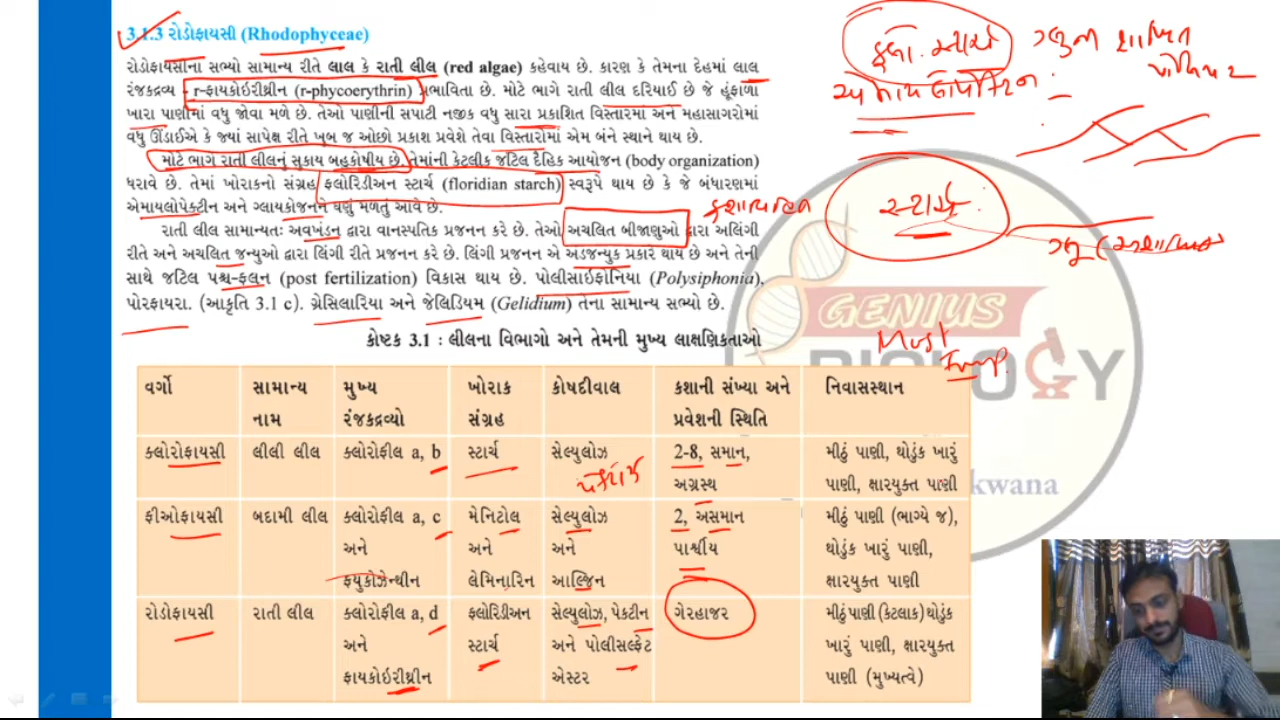 3.1.3 રોડોફાયસી (Rhodophyceae)
રોડોફાયસીના સભ્યો સામાન્ય રીતે લાલ કે રાતી લીલ (red algae) કહેવાય છે. કારણ કે તેમના દેહમાં લાલ
રંજકદ્રવ્ય - r-ફાયકોઈરીથ્રીન (r-phycoerythrin) પ્રભાવિતા છે. મોટે ભાગે રાતી લીલ દરિયાઈ છે જે હૂંફાળા
ખારા પાણીમાં વધુ જોવા મળે છે. તેઓ પાણીની સપાટી નજીક વધુ સારા પ્રકાશિત વિસ્તારમાં અને મહાસાગરોમાં
વધુ ઊંડાઈએ કે જ્યાં સાપેક્ષ રીતે ખૂબ જ ઓછો પ્રકાશ પ્રવેશે તેવા વિસ્તારોમાં એમ બંને સ્થાને થાય છે.
મોટે ભાગે રાતી લીલનું સુકાય બહુકોષીય છે. તેમાંની કેટલીક જટિલ દૈહિક આયોજન (body organization)
ધરાવે છે. તેમાં ખોરાકનો સંગ્રહ ફ્લોરિડીઅન સ્ટાર્ચ (floridian starch) સ્વરૂપે થાય છે કે જે બંધારણમાં
એમાયલોપેક્ટીન અને ગ્લાયકોજનને ઘણું મળતું આવે છે.
રાતી લીલ સામાન્યતઃ અવખંડન દ્વારા વાનસ્પતિક પ્રજનન કરે છે. તેઓ અચલિત બીજાણુઓ દ્વારા અલિંગી
રીતે અને અચલિત જન્યુઓ દ્વારા લિંગી રીતે પ્રજનન કરે છે. લિંગી પ્રજનન એ અંડજન્યુક પ્રકારે થાય છે અને તેની
સાથે જટિલ પશ્ચ-ફલન (post fertilization) વિકાસ થાય છે. પોલીસાઈફોનિયા (Polysiphonia),
પોરફાયરા. (આકૃતિ 3.1 c). ગ્રેસિલારિયા અને જેલિડિયમ (Gelidium) તેના સામાન્ય સભ્યો છે.
સ્ટાર્ચ
GENIUS
BIOLOGY
Must
Imp.
kwana
કોષ્ટક 3.1 : લીલના વિભાગો અને તેમની મુખ્ય લાક્ષણિકતાઓ
વર્ગો સામાન્ય મુખ્ય ખોરાક કોષદીવાલ કશાની સંખ્યા અને નિવાસસ્થાન
નામ રંજકદ્રવ્યો સંગ્રહ પ્રવેશની સ્થિતિ
ક્લોરોફાયસી લીલી લીલ ક્લોરોફીલ a, b સ્ટાર્ચ સેલ્યુલોઝ 2-8, સમાન, મીઠું પાણી, થોડુંક ખારું
અગ્રસ્થ પાણી, ક્ષારયુક્ત પાણી
ફીઓફાયસી બદામી લીલ ક્લોરોફીલ a, c મેનિટોલ સેલ્યુલોઝ 2, અસમાન મીઠું પાણી (ભાગ્યે જ),
અને અને અને પાર્શ્વીય થોડુંક ખારું પાણી,
ફ્યુકોઝેન્થીન લેમિનારિન આલ્જિન ક્ષારયુક્ત પાણી
રોડોફાયસી રાતી લીલ ક્લોરોફીલ a, d ફ્લોરિડીઅન સેલ્યુલોઝ, પેક્ટીન ગેરહાજર મીઠું પાણી (કેટલાક) થોડુંક
અને સ્ટાર્ચ અને પોલીસલ્ફેટ ખારું પાણી, ક્ષારયુક્ત
ફાયકોઇરીથ્રીન એસ્ટર પાણી (મુખ્યત્વે)